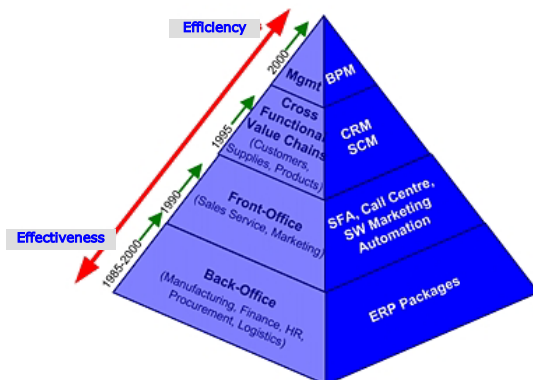 Efficiency
2000
Mgmt
BPM
1995
Cross
Functional
Value Chains
(Customers,
Supplies, Products)
CRM
SCM
1990
Front-Office
(Sales Service, Marketing)
SFA, Call Centre,
SW Marketing
Automation
Effectiveness
1985-2000
Back-Office
(Manufacturing, Finance, HR,
Procurement, Logistics)
ERP Packages